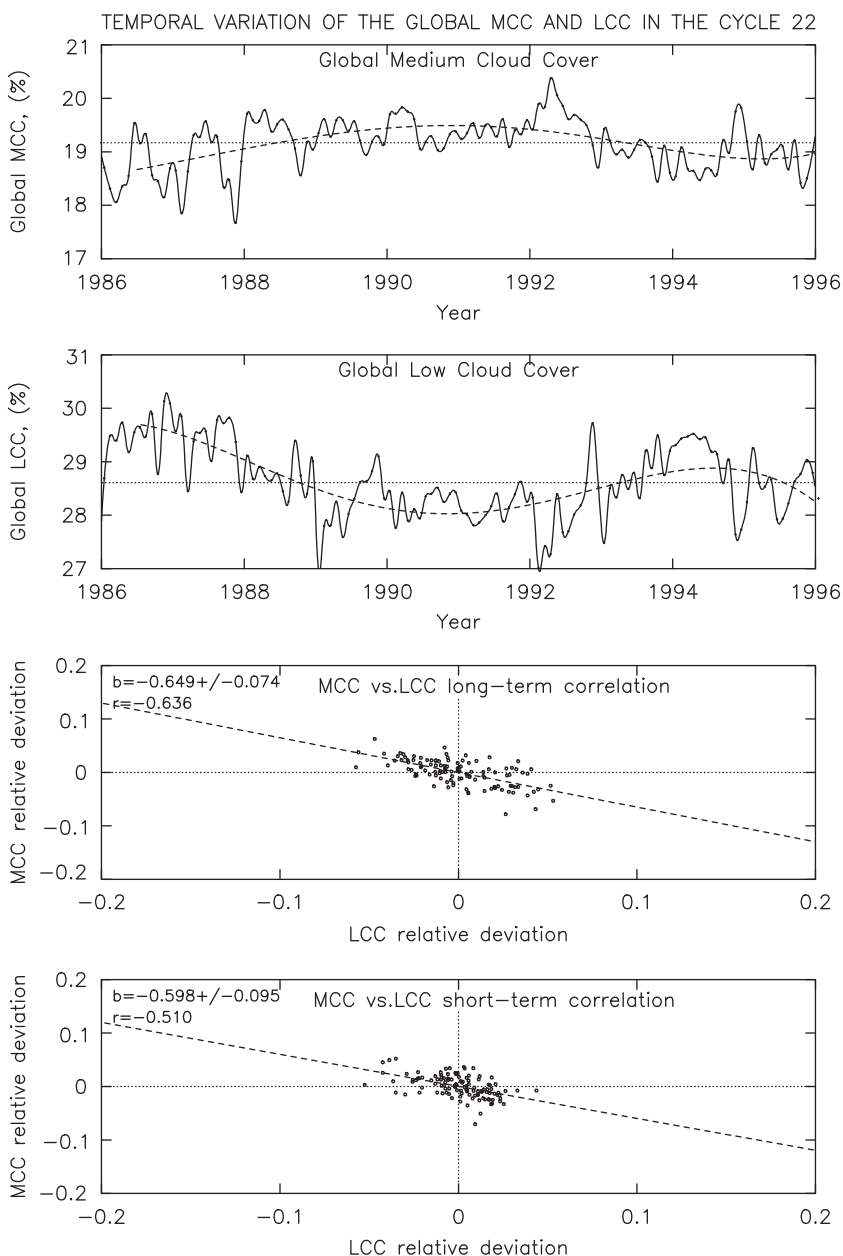 TEMPORAL VARIATION OF THE GLOBAL MCC AND LCC IN THE CYCLE 22
Global Medium Cloud Cover
Global MCC, (%)
21
20
19
18
17
1986 1988 1990 1992 1994 1996
Year
Global Low Cloud Cover
Global LCC, (%)
31
30
29
28
27
1986 1988 1990 1992 1994 1996
Year
MCC vs.LCC long-term correlation
b=-0.649+/-0.074
r=-0.636
MCC relative deviation
0.2
0.1
0
-0.1
-0.2
-0.2 -0.1 0 0.1 0.2
LCC relative deviation
MCC vs.LCC short-term correlation
b=-0.598+/-0.095
r=-0.510
MCC relative deviation
0.2
0.1
0
-0.1
-0.2
-0.2 -0.1 0 0.1 0.2
LCC relative deviation